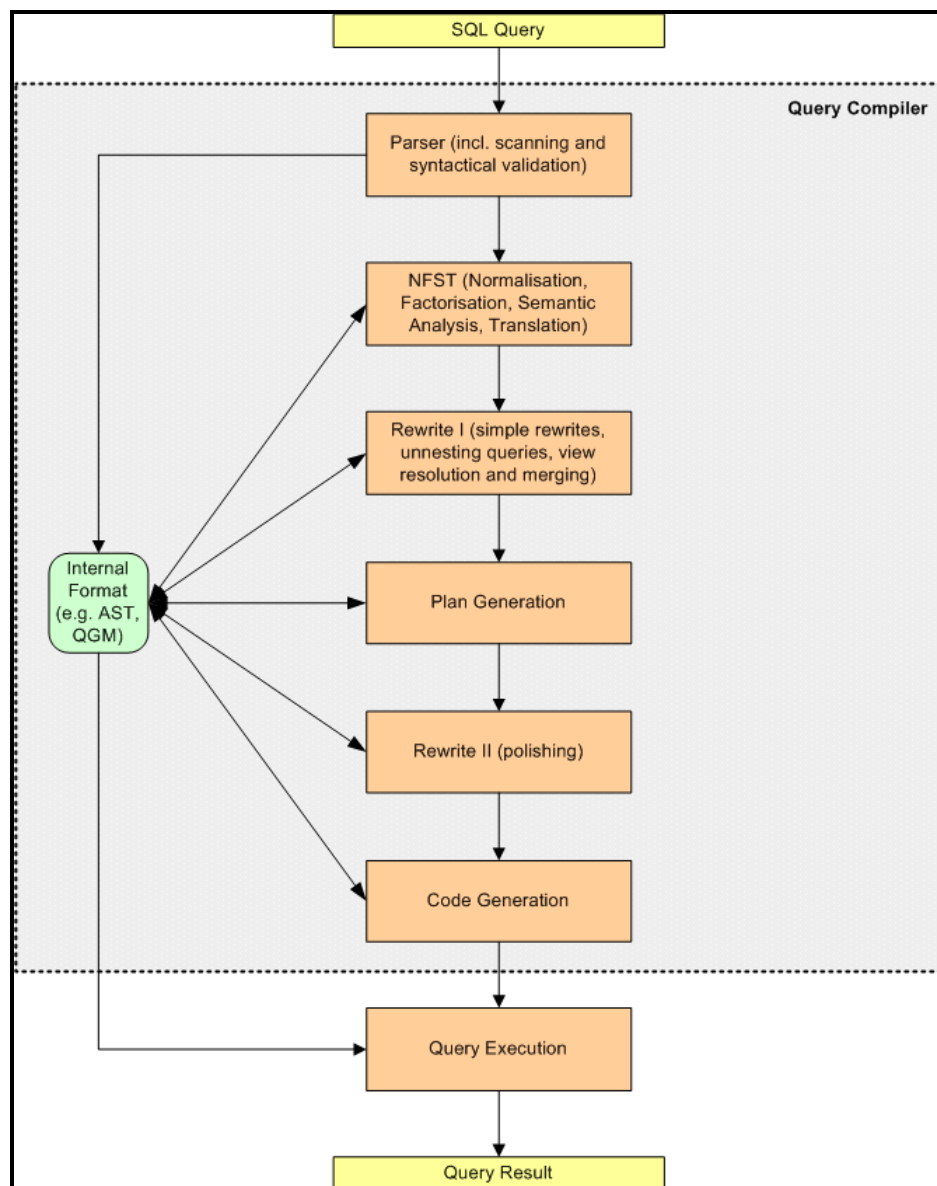 SQL Query
Query Compiler
Parser (incl. scanning and
syntactical validation)
NFST (Normalisation,
Factorisation, Semantic
Analysis, Translation)
Rewrite I (simple rewrites,
unnesting queries, view
resolution and merging)
Internal
Format
(e.g. AST,
QGM)
Plan Generation
Rewrite II (polishing)
Code Generation
Query Execution
Query Result